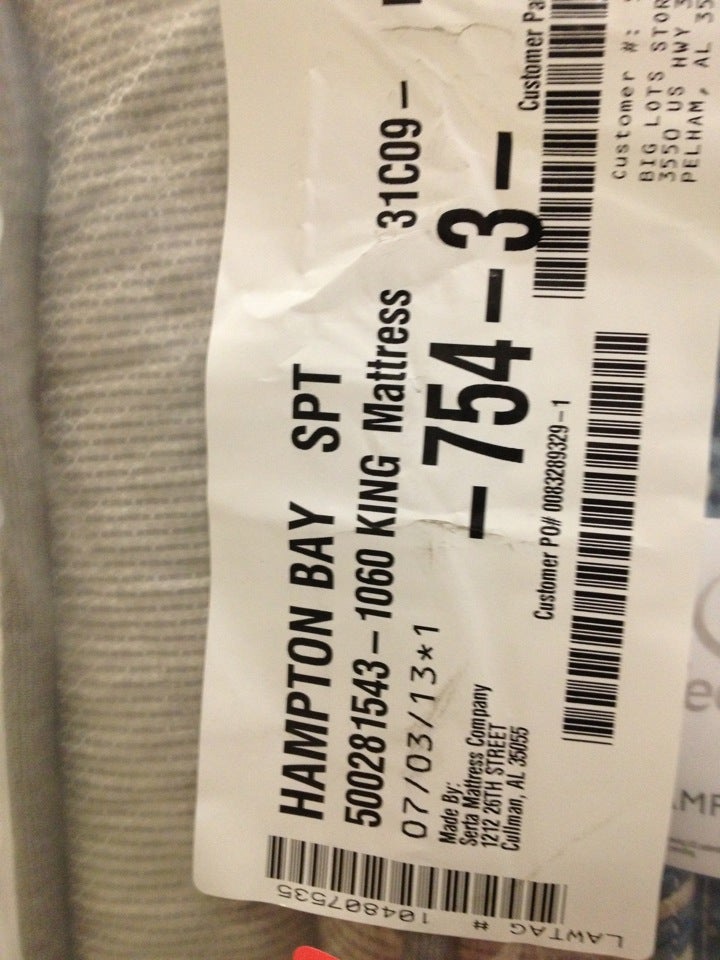 HAMPTON BAY SPT
500281543-1060 KING Mattress 31C09-
07/03/13*1
-754-3-
Made By:
Serta Mattress Company
1212 26TH STREET
Cullman, AL 35055
Customer PO# 0083289329-1
Customer
Customer #:
BIG LOTS
3550 US HWY
PELHAM, AL
LAWTAG # 104807535